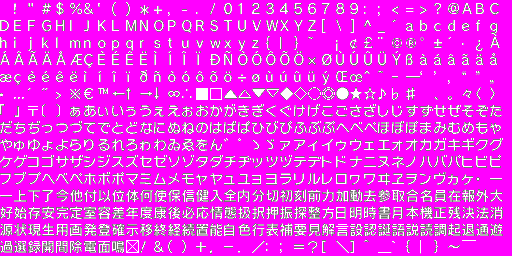 ! " # $ % & ' ( ) * + , - . / 0 1 2 3 4 5 6 7 8 9 : ; < = > ? @ A B C
D E F G H I J K L M N O P Q R S T U V W X Y Z [ \ ] ^ _ ` a b c d e f g
h i j k l m n o p q r s t u v w x y z { | } ~ ¡ ¢ £ ¨ © ® ° ± ´ · ¿ À
Á Â Ã Ä Å Æ Ç È É Ê Ë Ì Í Î Ï Ð Ñ Ò Ó Ô Õ Ö × Ø Ù Ú Û Ü Ý ß à á â ã ä å
æ ç è é ê ë ì í î ï ð ñ ò ó ô õ ö ÷ ø ù ú û ü ý Œ œ ˆ ˜ – — ‘ ’ ‚ “ ” „
• … ′ ″ > ※ € ™ ← ↑ → ↓ ∞ ∴ ■ □ ▲ △ ▼ ▽ ◆ ◇ ○ ◎ ● ★ ☆ ♪ ♭ ♯ 、 。 々 〈 〉
「 」 〒 〔 〕 ぁ あ ぃ い ぅ う ぇ え ぉ お か が き ぎ く ぐ け げ こ ご さ ざ し じ す ず せ ぜ そ ぞ た
だ ち ぢ っ つ づ て で と ど な に ぬ ね の は ば ぱ ひ び ぴ ふ ぶ ぷ へ べ ぺ ほ ぼ ぽ ま み む め も ゃ
や ゅ ゆ ょ よ ら り る れ ろ ゎ わ ゐ ゑ を ん ゛ ゜ ゝ ゞ ァ ア ィ イ ゥ ウ ェ エ ォ オ カ ガ キ ギ ク グ
ケ ゲ コ ゴ サ ザ シ ジ ス ズ セ ゼ ソ ゾ タ ダ チ ヂ ッ ツ ヅ テ デ ト ド ナ ニ ヌ ネ ノ ハ バ パ ヒ ビ ピ
フ ブ プ ヘ ベ ペ ホ ボ ポ マ ミ ム メ モ ャ ヤ ュ ユ ョ ヨ ラ リ ル レ ロ ヮ ワ ヰ ヱ ヲ ン ヴ ヵ ヶ ・ ー
一 上 下 了 今 他 付 以 位 体 何 使 保 信 備 入 全 内 分 切 初 刻 前 力 加 動 去 参 取 合 名 員 在 報 外 大
好 始 存 安 完 定 室 容 差 年 度 康 後 必 応 情 態 扱 択 押 振 探 整 方 日 明 時 書 月 本 機 正 残 決 法 消
源 状 現 生 用 画 発 登 確 示 移 終 経 続 置 能 自 色 行 表 補 要 見 解 言 設 認 誌 語 説 読 調 起 退 通 遊
過 選 録 開 間 除 電 面 鳴 / & ( ) + , - . / : ; = ? [ \ ] _ ` { | } ~ ￣